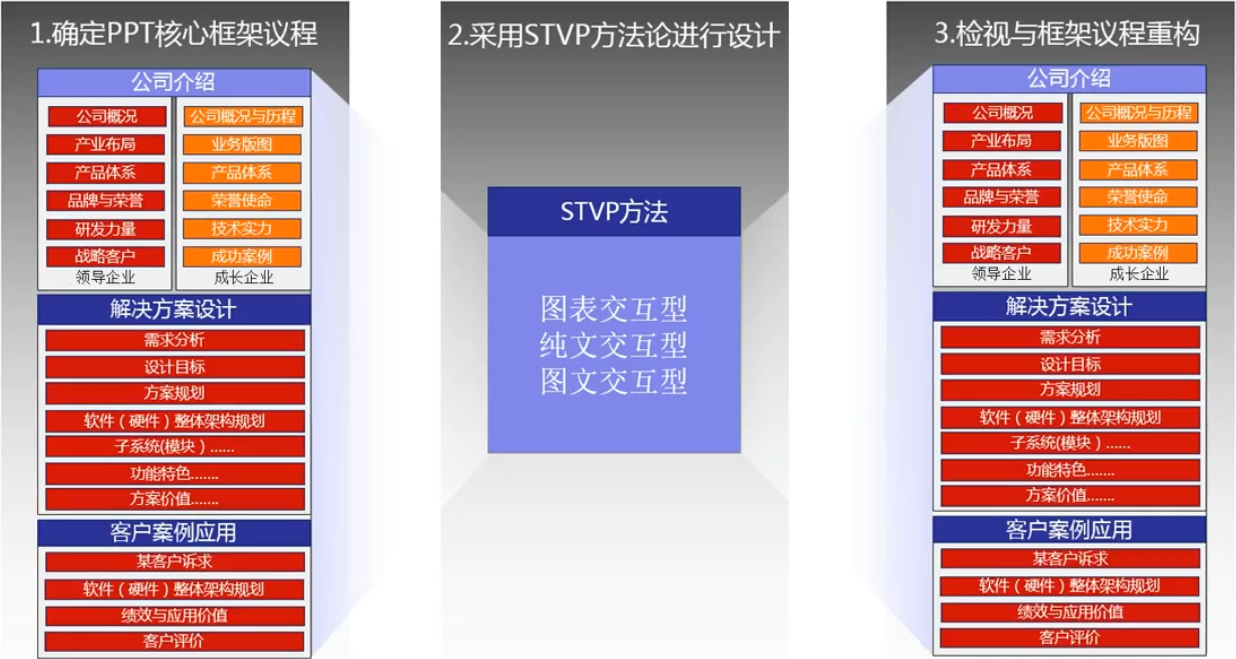 1.确定PPT核心框架议程
公司介绍
公司概况
产业布局
产品体系
品牌与荣誉
研发力量
战略客户
领导企业
公司概况与历程
业务版图
产品体系
荣誉使命
技术实力
成功案例
成长企业
解决方案设计
需求分析
设计目标
方案规划
软件（硬件）整体架构规划
子系统(模块）......
功能特色.......
方案价值.......
客户案例应用
某客户诉求
软件（硬件）整体架构规划
绩效与应用价值
客户评价
2.采用STVP方法论进行设计
STVP方法
图表交互型
纯文交互型
图文交互型
3.检视与框架议程重构
公司介绍
公司概况
产业布局
产品体系
品牌与荣誉
研发力量
战略客户
领导企业
公司概况与历程
业务版图
产品体系
荣誉使命
技术实力
成功案例
成长企业
解决方案设计
需求分析
设计目标
方案规划
软件（硬件）整体架构规划
子系统(模块）......
功能特色.......
方案价值.......
客户案例应用
某客户诉求
软件（硬件）整体架构规划
绩效与应用价值
客户评价